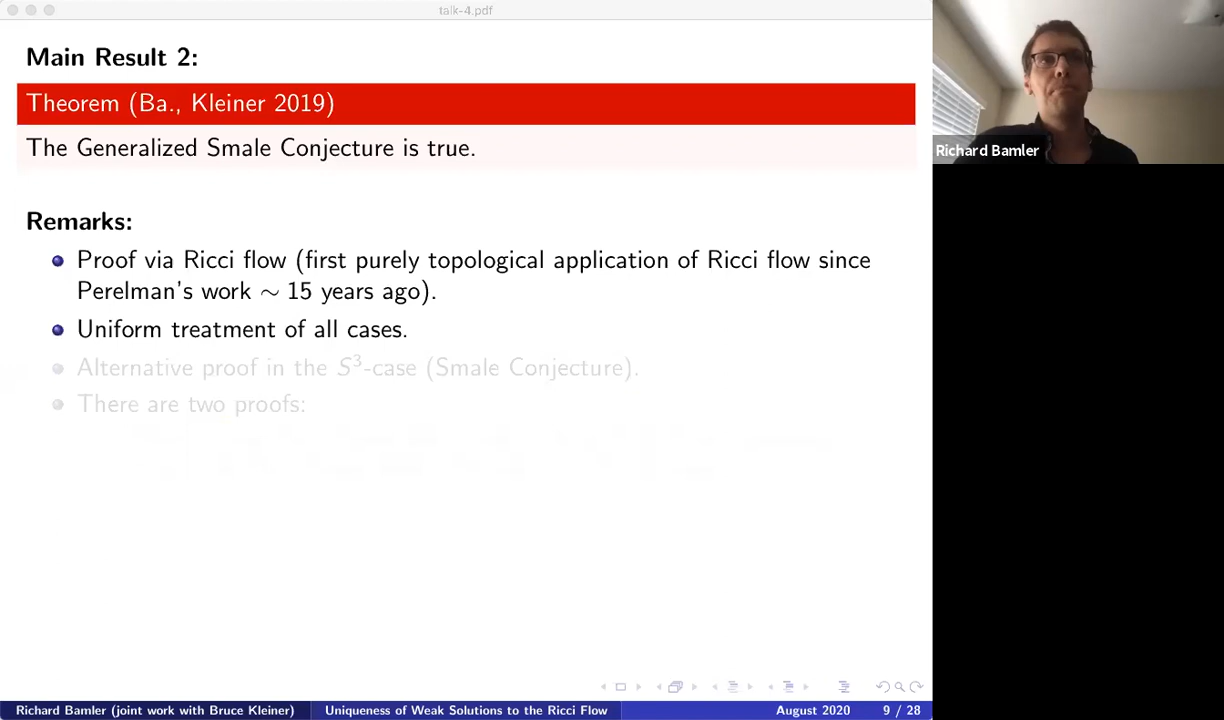 talk-4.pdf
Main Result 2:
Theorem (Ba., Kleiner 2019)
The Generalized Smale Conjecture is true.
Remarks:
Proof via Ricci flow (first purely topological application of Ricci flow since
Perelman's work ∼ 15 years ago).
Uniform treatment of all cases.
Alternative proof in the S³-case (Smale Conjecture).
There are two proofs:
Richard Bamler
Richard Bamler (joint work with Bruce Kleiner) Uniqueness of Weak Solutions to the Ricci Flow August 2020 9 / 28